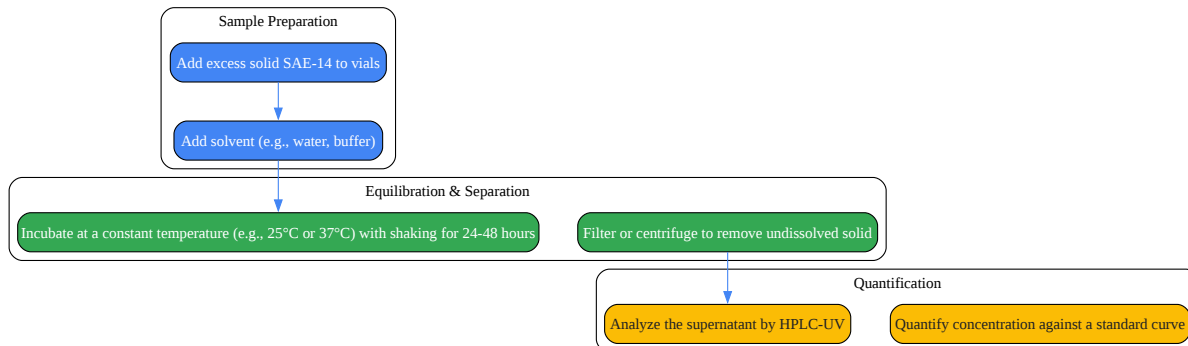 Sample Preparation
Add excess solid SAE-14 to vials
Add solvent (e.g., water, buffer)
Equilibration & Separation
Incubate at a constant temperature (e.g., 25°C or 37°C) with shaking for 24-48 hours
Filter or centrifuge to remove undissolved solid
Quantification
Analyze the supernatant by HPLC-UV
Quantify concentration against a standard curve